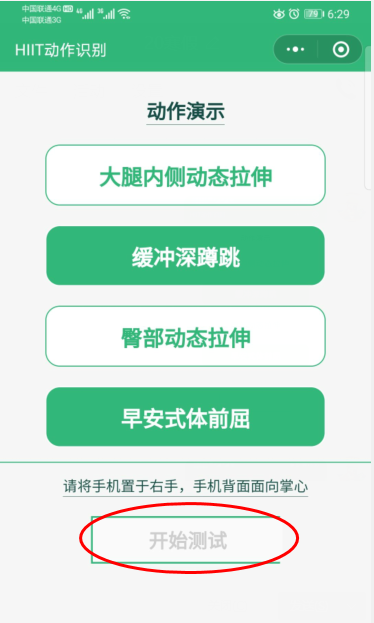 中国联通4G HD 4G 3G 6:29
中国联通3G
HIIT动作识别
动作演示
大腿内侧动态拉伸
缓冲深蹲跳
臀部动态拉伸
早安式体前屈
请将手机置于右手，手机背面面向掌心
开始测试